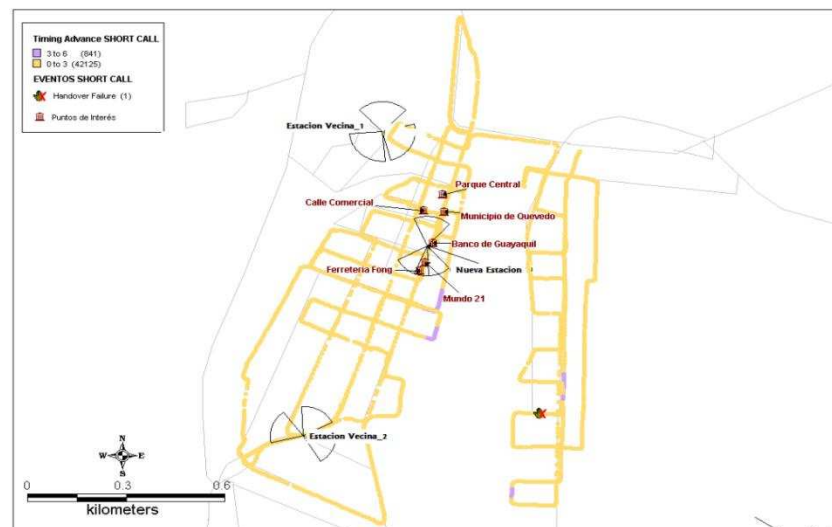 Timing Advance SHORT CALL
3 to 6 (841)
0 to 3 (42125)
EVENTOS SHORT CALL
Handover Failure (1)
Puntos de Interés
Estacion Vecina_1
Parque Central
Calle Comercial
Municipio de Quevedo
Banco de Guayaquil
Ferretería Fong
Nueva Estacion
Mundo 21
Estacion Vecina_2
N
W E
S
0 0.3 0.6
kilometers